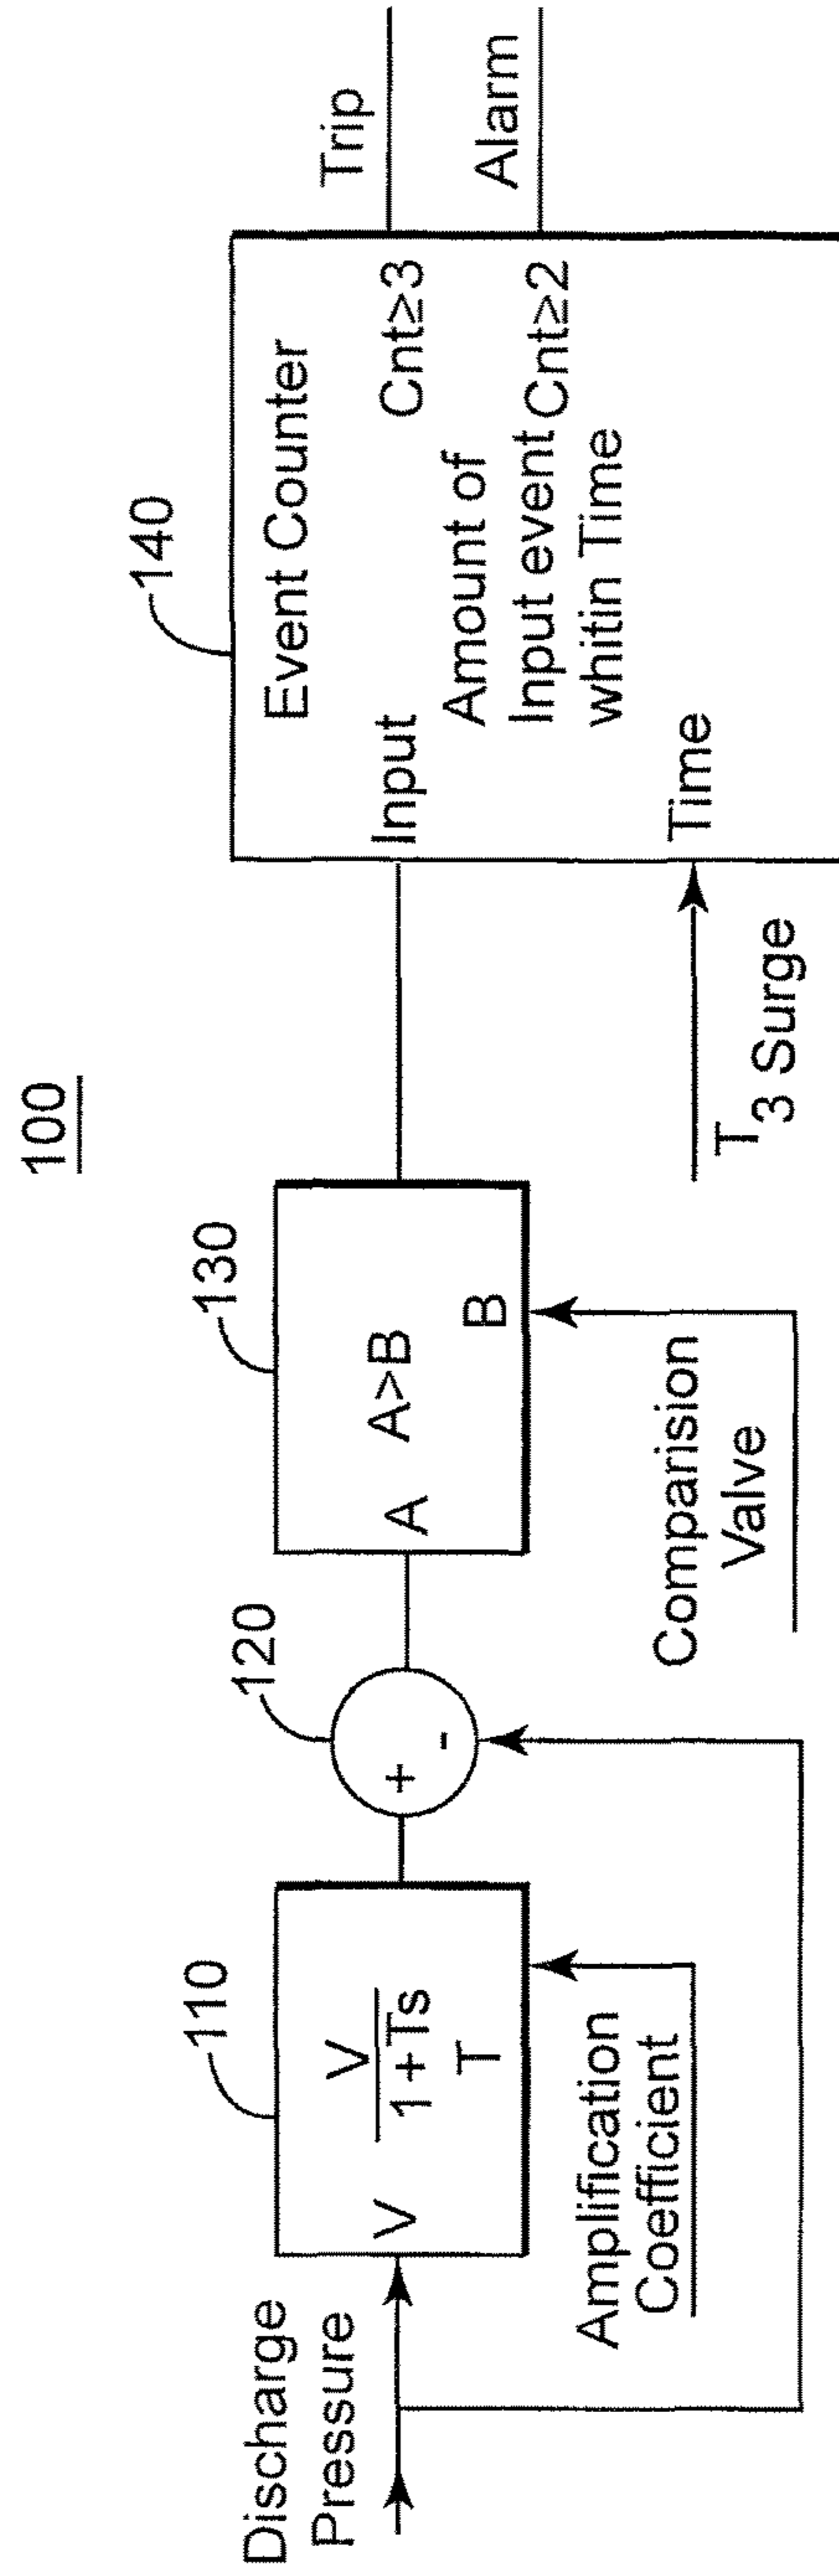 100
Discharge
Pressure
110
V
V
1+Ts
T
Amplification
Coefficient
120
+
-
130
A
A>B
B
Comparision
Valve
140
Event Counter
Input
Cnt≥3
Amount of
Input event Cnt≥2
whitin Time
Time
T
3 Surge
Trip
Alarm